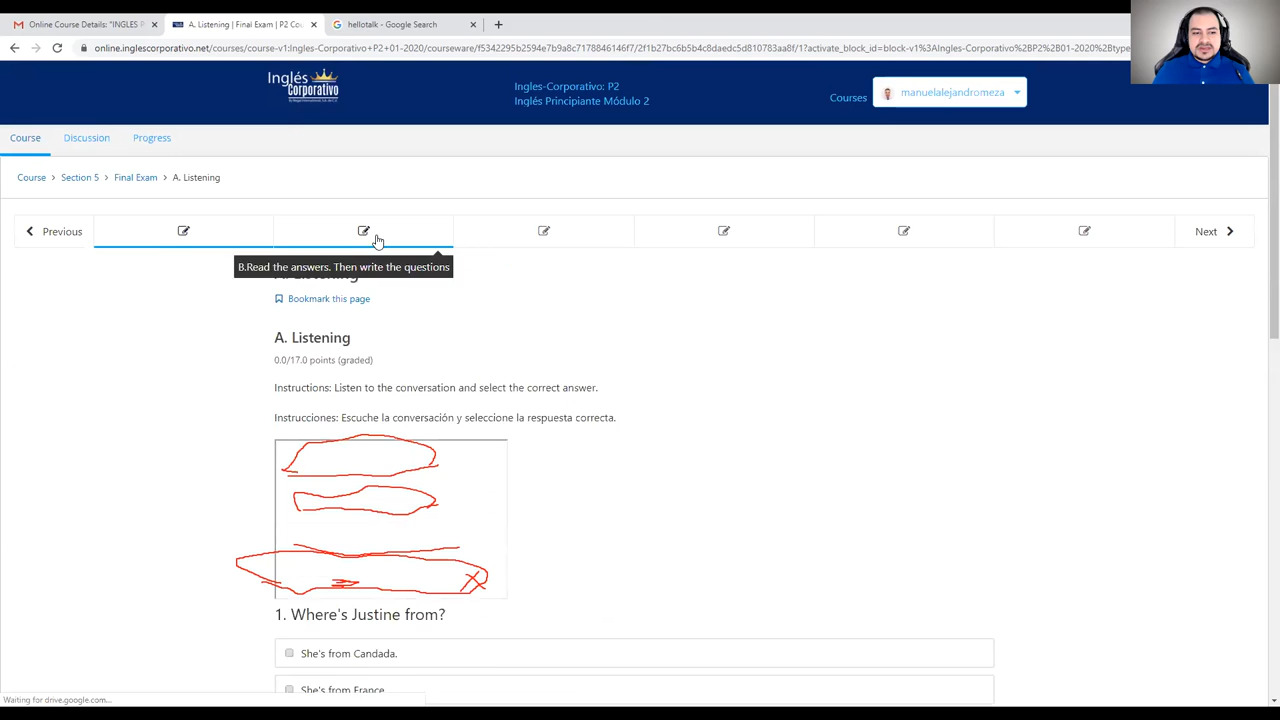 Online Course Details: "INGLES P
A. Listening | Final Exam | P2 Cou
hellotalk - Google Search
online.inglescorporativo.net/courses/course-v1:Ingles-Corporativo+P2+01-2020/courseware/f5342295b2594e7b9a8c7178846146f7/2f1b27bc6b5b4c8daedc5d810783aa8f/1?activate_block_id=block-v1%3AIngles-Corporativo%2BP2%2B01-2020%2Btype
Inglés
Corporativo
Ingles-Corporativo: P2
Inglés Principiante Módulo 2
Courses
manuelalejandromeza
Course
Discussion
Progress
Course > Section 5 > Final Exam > A. Listening
Previous
Next
B.Read the answers. Then write the questions
A. Listening
Bookmark this page
A. Listening
0.0/17.0 points (graded)
Instructions: Listen to the conversation and select the correct answer.
Instrucciones: Escuche la conversación y seleccione la respuesta correcta.
1. Where's Justine from?
She's from Candada.
She's from France.
Waiting for drive.google.com...